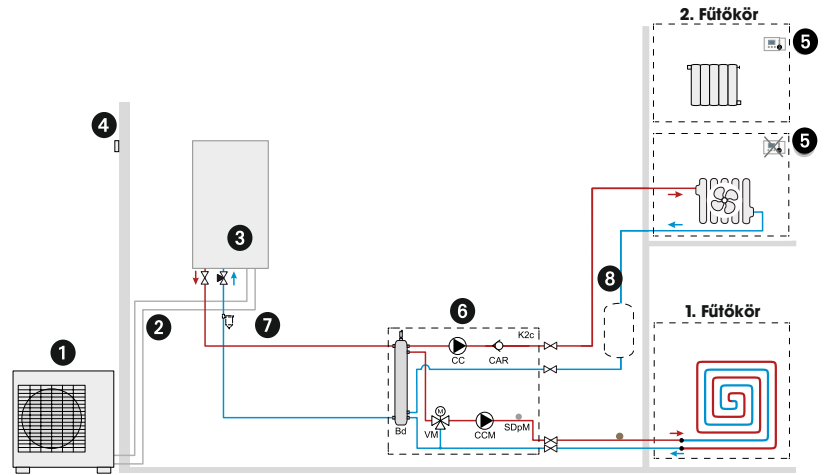 2. Fűtőkör
5
4
5
3
8
6
1. Fűtőkör
2
7
K2c
1
CC
CAR
M
SDpM
Bd
VM
CCM